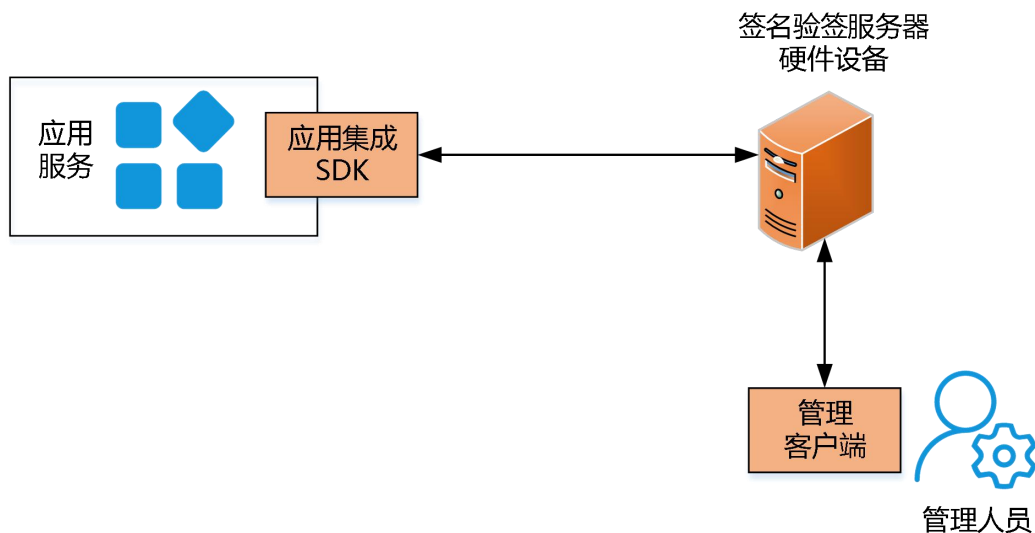 签名验签服务器
硬件设备
应用
服务
应用集成
SDK
管理
客户端
管理人员